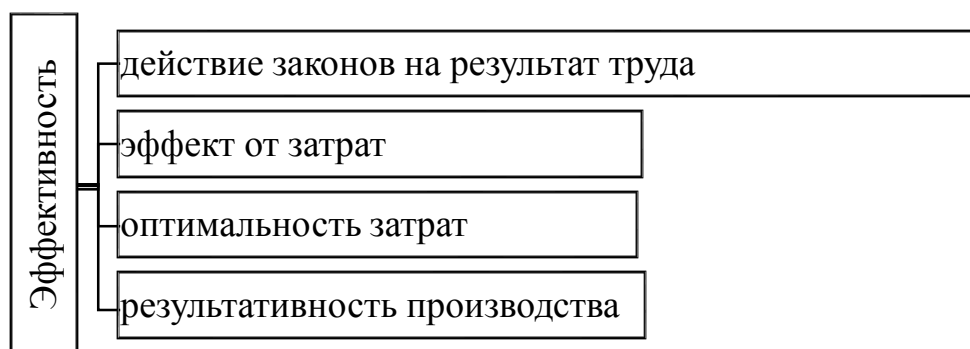 Эффективность
действие законов на результат труда
эффект от затрат
оптимальность затрат
результативность производства